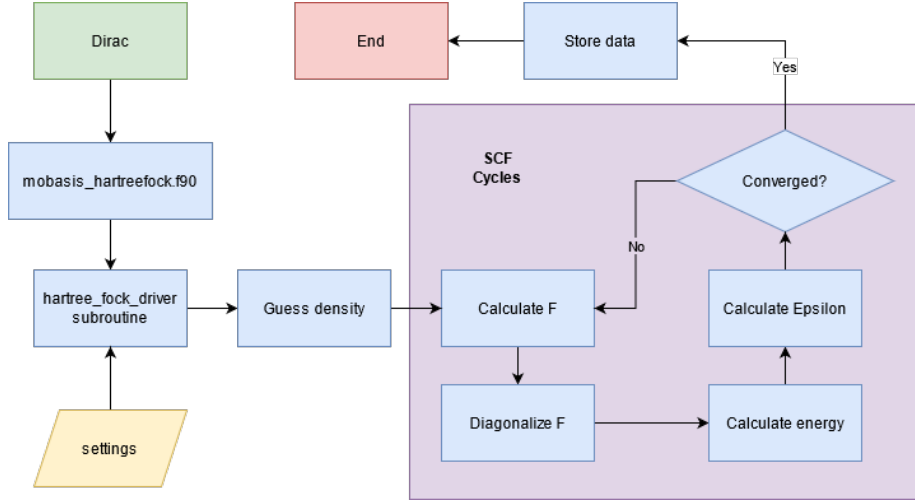 Dirac
End
Store data
Yes
mobasis_hartreefock.f90
SCF
Cycles
Converged?
No
hartree_fock_driver
subroutine
Guess density
Calculate F
Calculate Epsilon
settings
Diagonalize F
Calculate energy